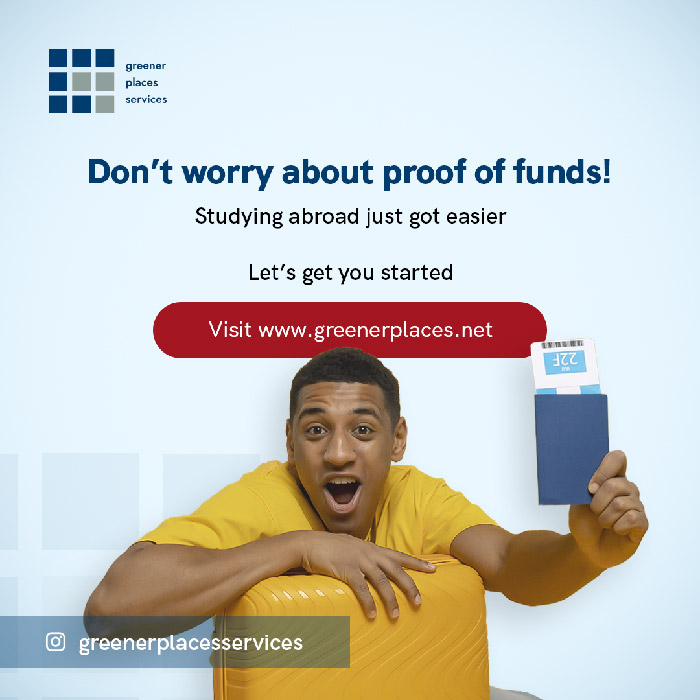 greener
places
services
Don't worry about proof of funds!
Studying abroad just got easier
Let's get you started
Visit www.greenerplaces.net
22F
greenerplacesservices